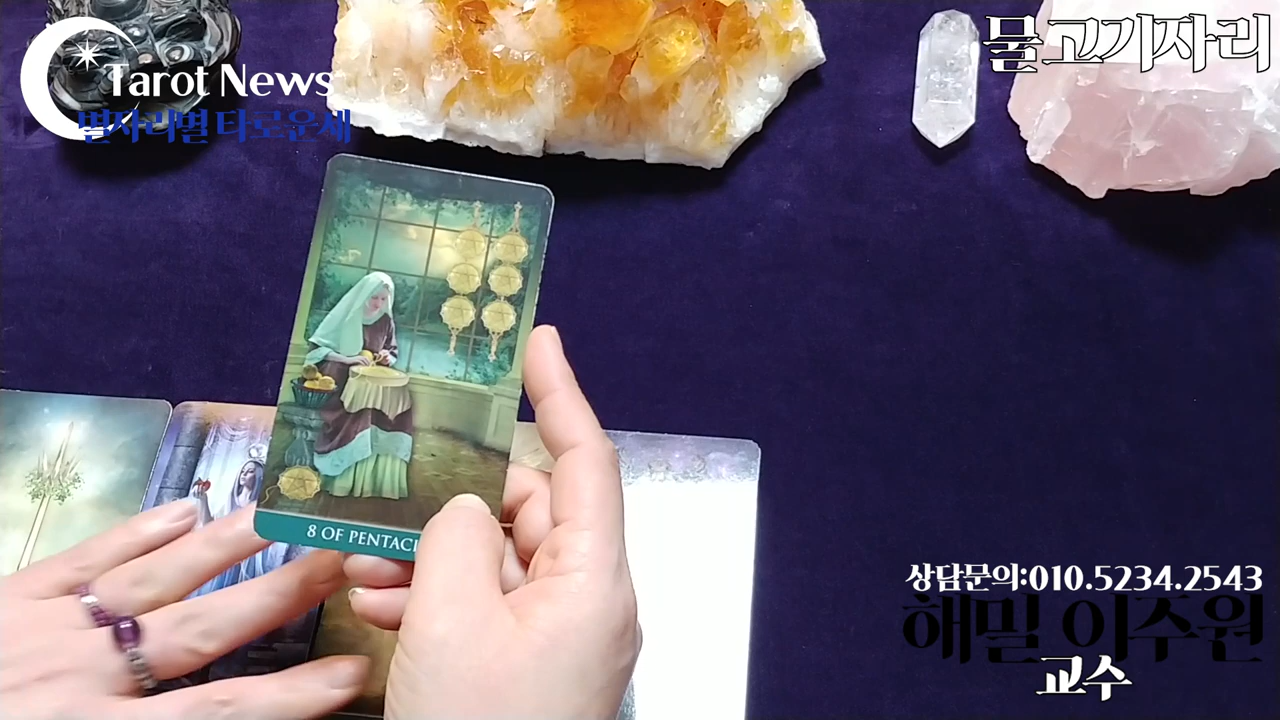 Tarot News
별자리별 타로운세
물고기자리
8 OF PENTACL
상담문의:010.5234.2543
해밀 이주원
교수